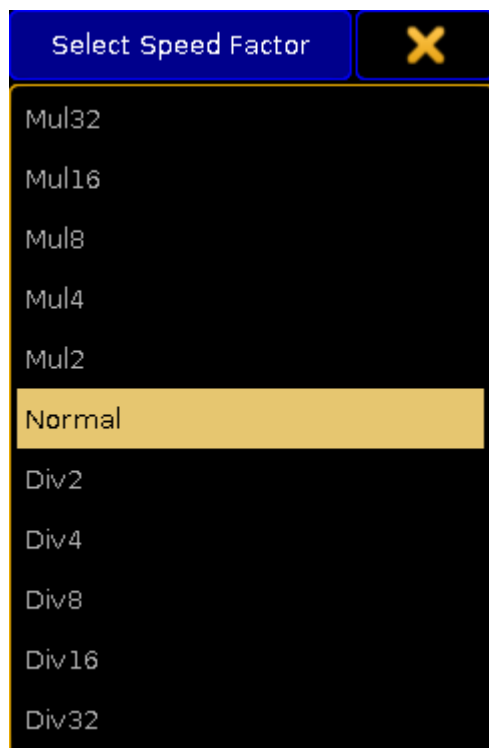 Select Speed Factor
Mul32
Mul16
Mul8
Mul4
Mul2
Normal
Div2
Div4
Div8
Div16
Div32